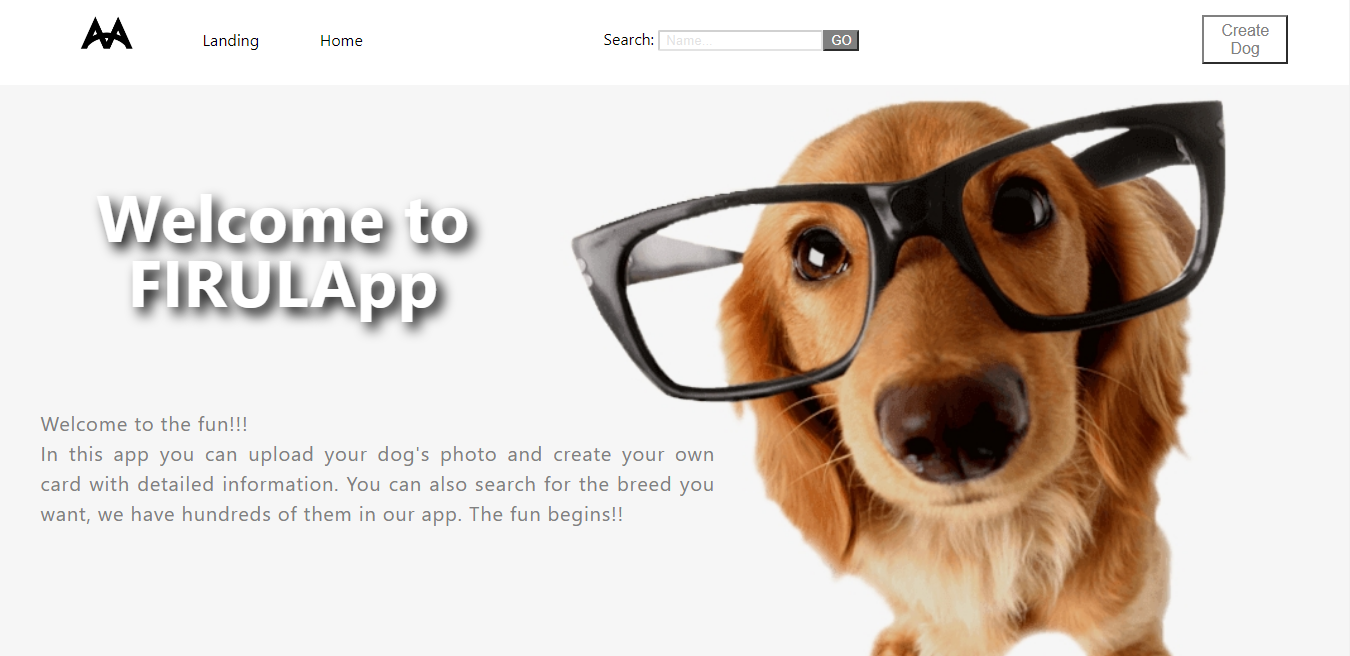 Landing
Home
Search: Name... GO
Create
Dog
Welcome to
FIRULApp
Welcome to the fun!!!
In this app you can upload your dog's photo and create your own
card with detailed information. You can also search for the breed you
want, we have hundreds of them in our app. The fun begins!!